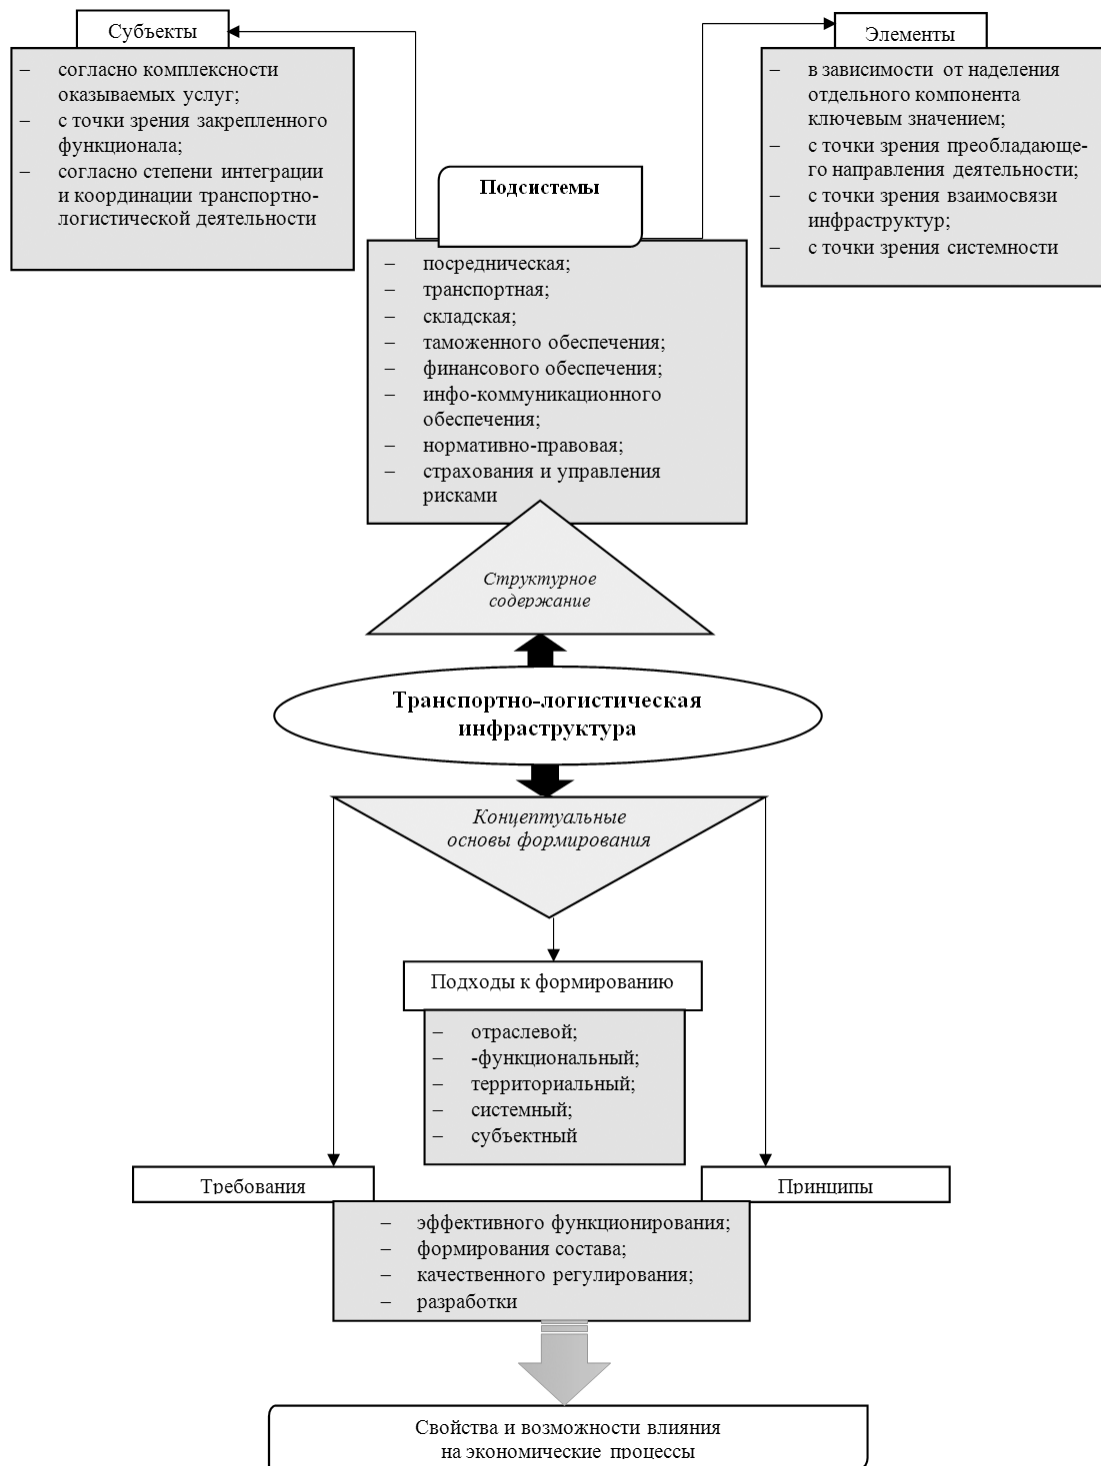 Субъекты
– согласно комплексности
оказываемых услуг;
– с точки зрения закрепленного
функционала;
– согласно степени интеграции
и координации транспортно-
логистической деятельности
Элементы
– в зависимости от наделения
отдельного компонента
ключевым значением;
– с точки зрения преобладающе-
го направления деятельности;
– с точки зрения взаимосвязи
инфраструктур;
– с точки зрения системности
Подсистемы
– посредническая;
– транспортная;
– складская;
– таможенного обеспечения;
– финансового обеспечения;
– инфо-коммуникационного
обеспечения;
– нормативно-правовая;
– страхования и управления
рисками
Структурное
содержание
Транспортно-логистическая
инфраструктура
Концептуальные
основы формирования
Подходы к формированию
– отраслевой;
– -функциональный;
– территориальный;
– системный;
– субъектный
Требования
Принципы
– эффективного функционирования;
– формирования состава;
– качественного регулирования;
– разработки
Свойства и возможности влияния
на экономические процессы